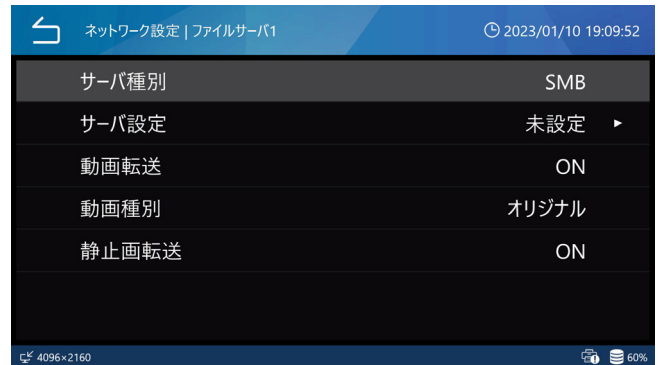 ネットワーク設定 | ファイルサーバ1 2023/01/10 19:09:52
サーバ種別 SMB
サーバ設定 未設定 ►
動画転送 ON
動画種別 オリジナル
静止画転送 ON
4096×2160 60%